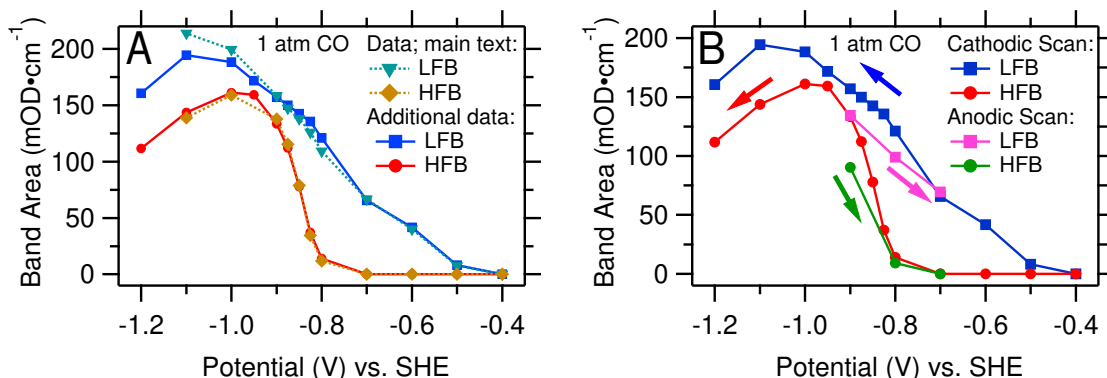 A
1 atm CO
Data; main text:
LFB
HFB
Additional data:
LFB
HFB
Band Area (mOD•cm⁻¹)
200
150
100
50
0
-1.2
-1.0
-0.8
-0.6
-0.4
Potential (V) vs. SHE
B
1 atm CO
Cathodic Scan:
LFB
HFB
Anodic Scan:
LFB
HFB
Band Area (mOD•cm⁻¹)
200
150
100
50
0
-1.2
-1.0
-0.8
-0.6
-0.4
Potential (V) vs. SHE